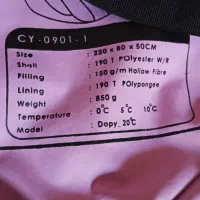 CY-0901-1
Size : 220 x 80 x 50CM
Shell : 190 T POlyester W/R
Filling : 150 g/m Hollow Fibre
Lining : 190 T POlypongee
Weight : 850 g
Temperature : 0°C 5°C 10°C
Model : Dopy, 20°C